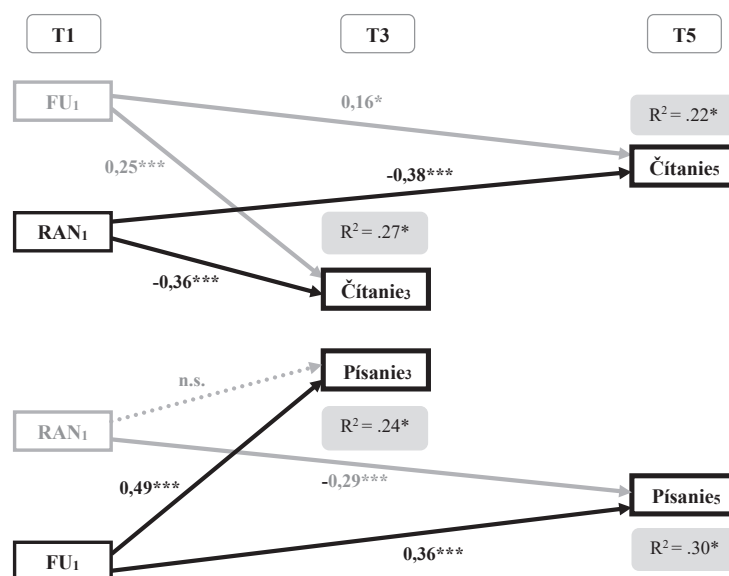 T1
T3
T5
FU1
0,16*
R² = .22*
0,25***
-0,38***
Čítanie5
RAN1
R² = .27*
-0,36***
Čítanie3
n.s.
Písanie3
RAN1
R² = .24*
0,49***
-0,29***
Písanie5
FU1
0,36***
R² = .30*